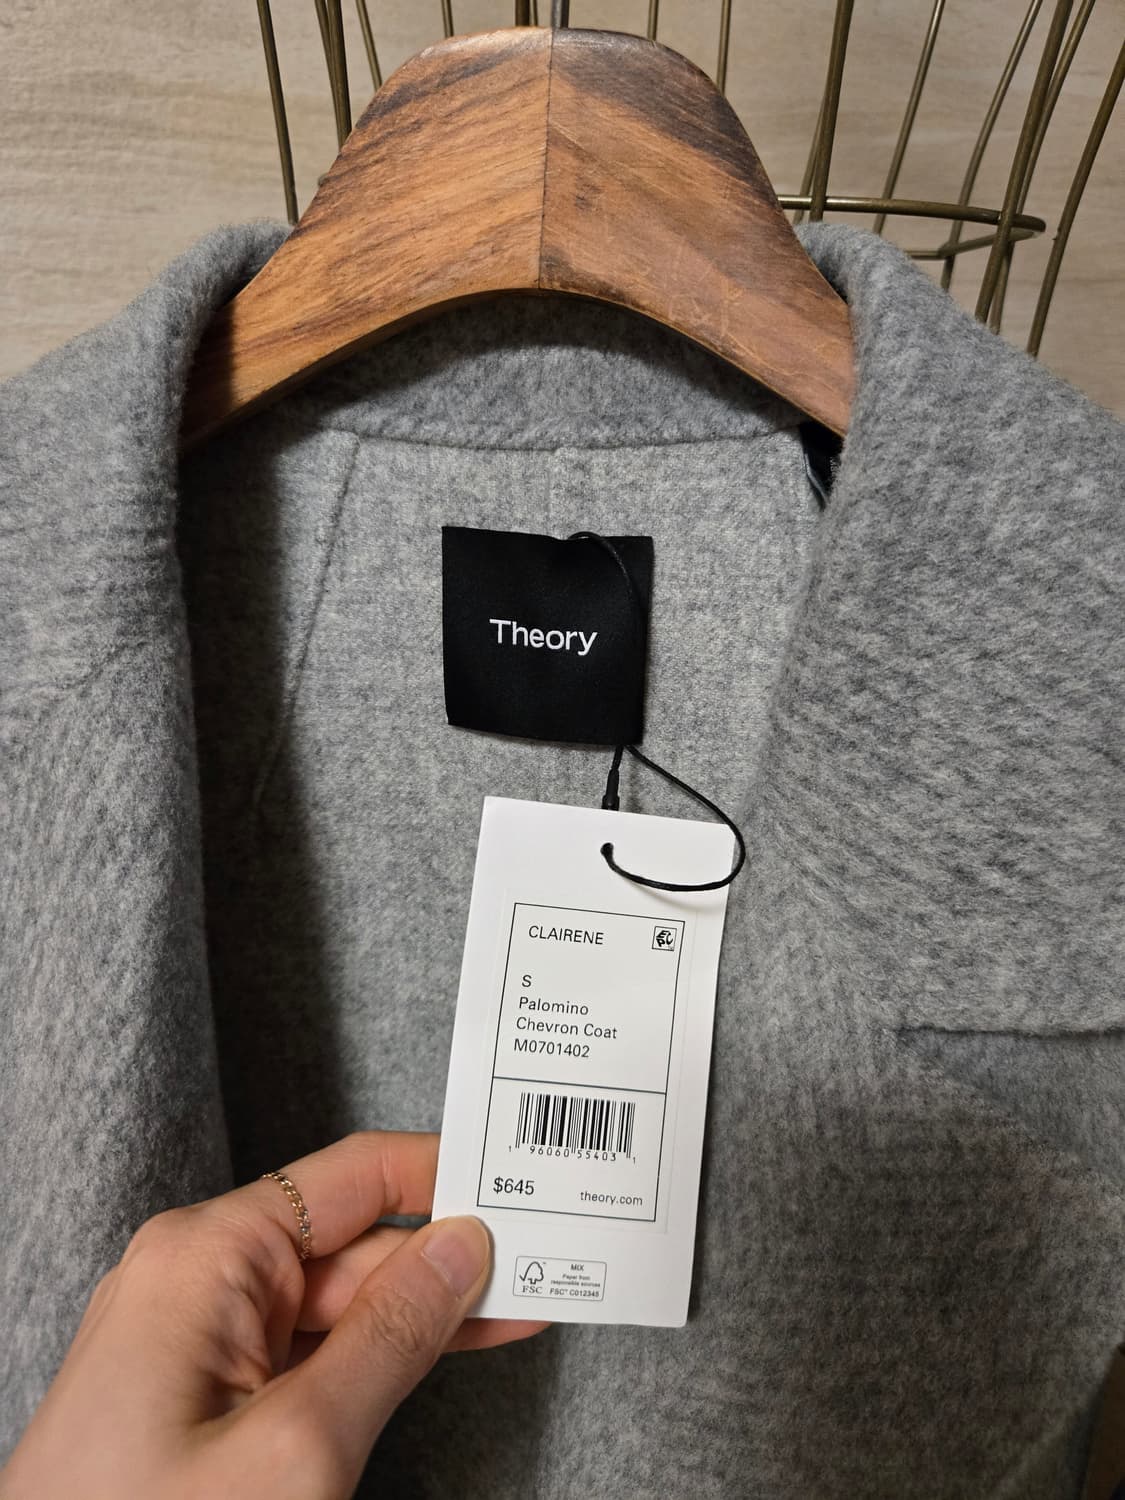 Theory
CLAIRENE
S
Palomino
Chevron Coat
M0701402
1 96060 55403 1
$645 theory.com
FSC
MIX
Paper from
responsible sources
FSC™ C012345